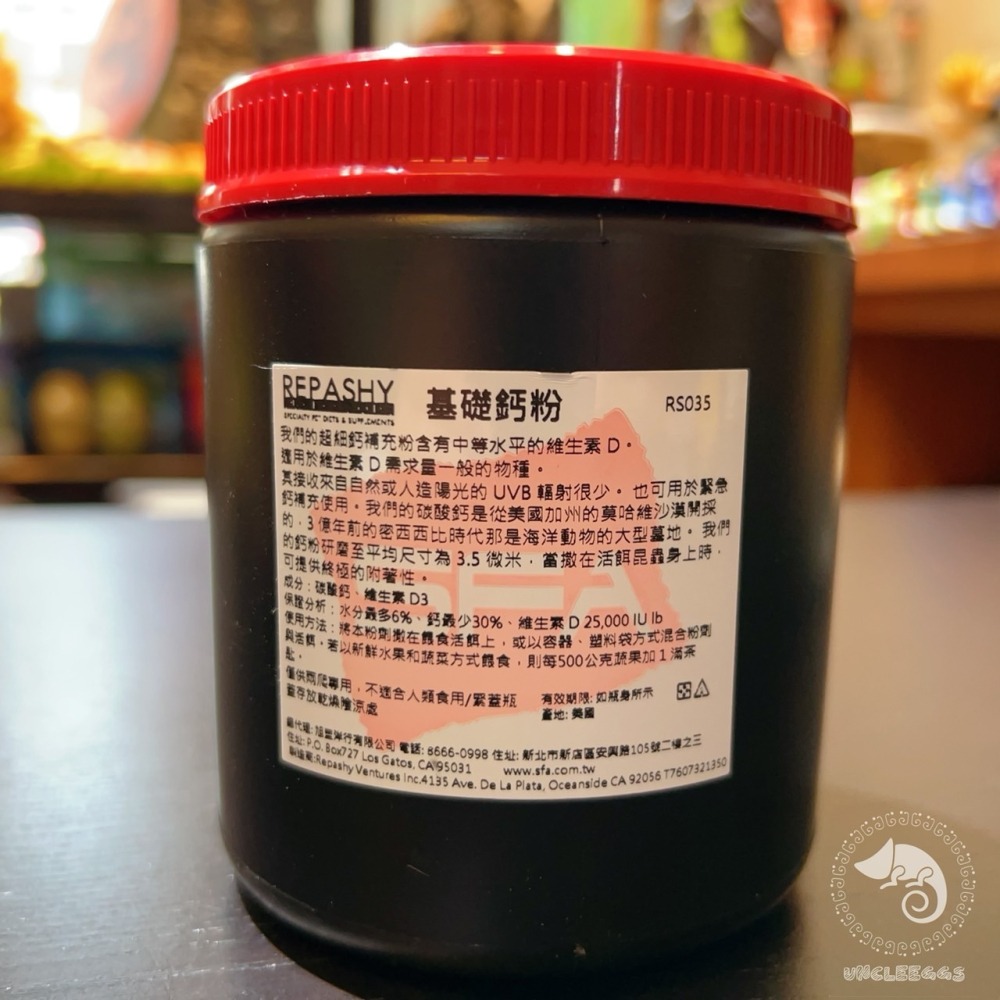 REPASHY
SPECIALTY PET DIETS & SUPPLEMENTS
基礎鈣粉
RS035
我們的超細鈣補充粉含有中等水平的維生素 D。
適用於維生素 D 需求量一般的物種。
其接收來自自然或人造陽光的 UVB 輻射很少。也可用於緊急
鈣補充使用。我們的碳酸鈣是從美國加州的莫哈維沙漠開採
的，3 億年前的密西西比時代那是海洋動物的大型墓地。我們
的鈣粉研磨至平均尺寸為 3.5 微米，當撒在活餌昆蟲身上時，
可提供終極的附著性。
成分：碳酸鈣、維生素 D3
保證分析：水分最多6%、鈣最少30%、維生素 D 25,000 IU lb
使用方法：將本粉劑撒在餵食活餌上，或以容器、塑料袋方式混合粉劑
與活餌。若以新鮮水果和蔬菜方式餵食，則每500公克蔬果加 1 滿茶
匙。
僅供兩爬專用，不適合人類食用/緊蓋瓶
蓋存放乾燥陰涼處
有效期限: 如瓶身所示
產地: 美國
總代理: 旭盟洋行有限公司 電話: 8666-0998 住址: 新北市新店區安興路105號二樓之三
住址: P.O. Box727 Los Gatos, CA 95031 www.sfa.com.tw
製造商:Repashy Ventures Inc.4135 Ave. De La Plata, Oceanside CA 92056 T7607321350
SFA
UNCLEEGGS